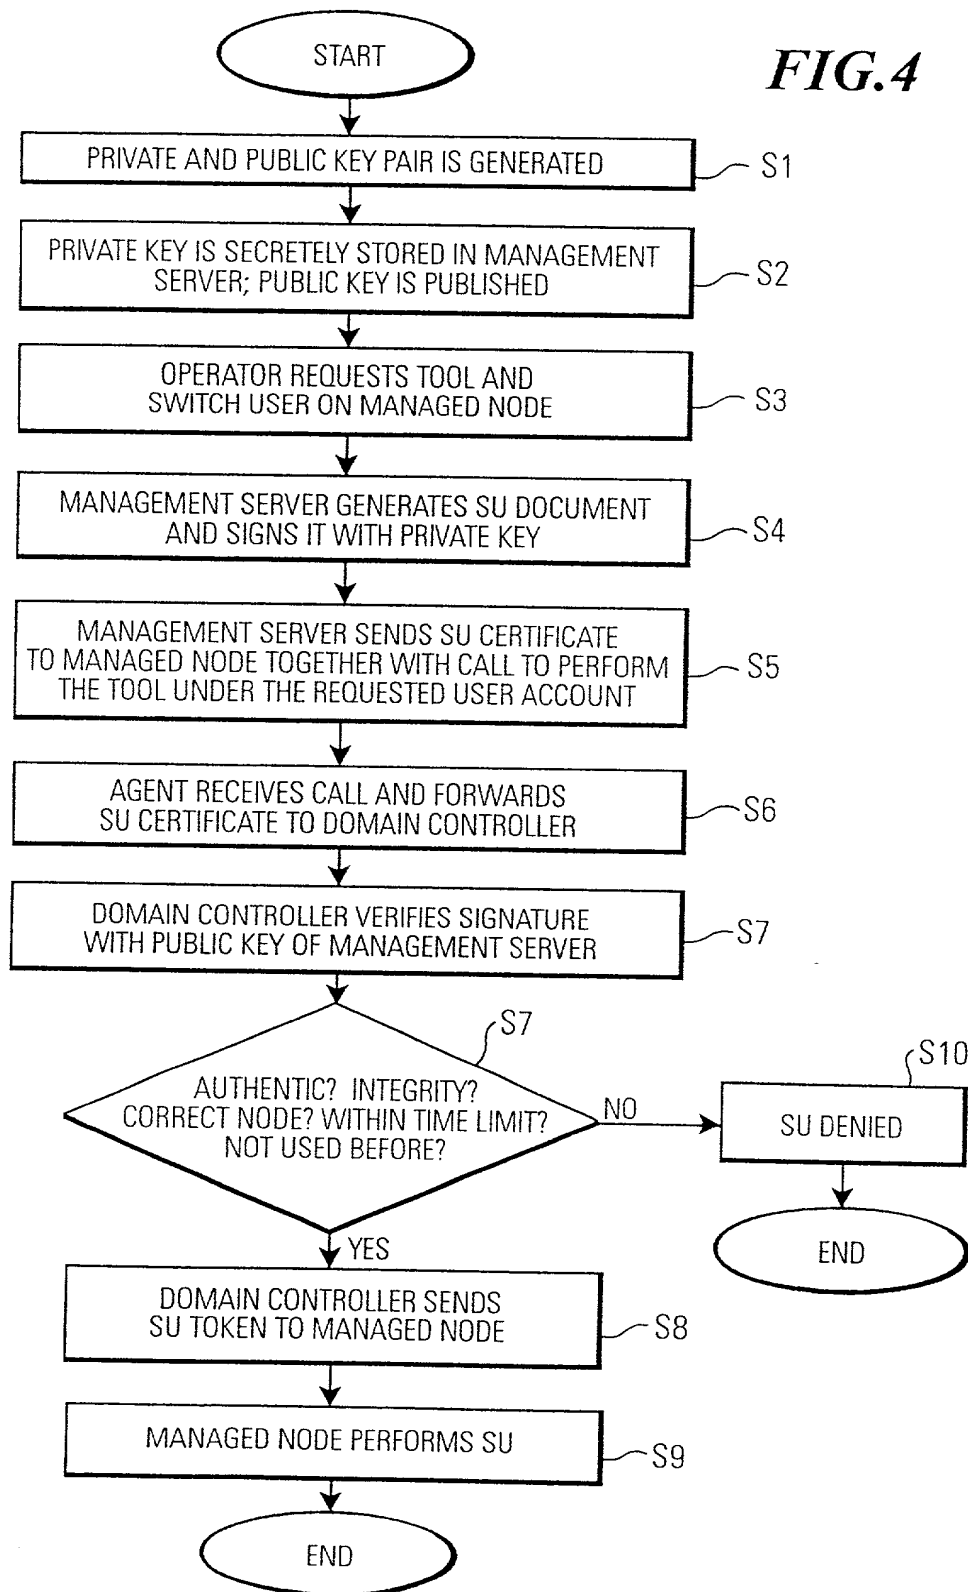 START
FIG.4
PRIVATE AND PUBLIC KEY PAIR IS GENERATED
S1
PRIVATE KEY IS SECRETELY STORED IN MANAGEMENT
SERVER; PUBLIC KEY IS PUBLISHED
S2
OPERATOR REQUESTS TOOL AND
SWITCH USER ON MANAGED NODE
S3
MANAGEMENT SERVER GENERATES SU DOCUMENT
AND SIGNS IT WITH PRIVATE KEY
S4
MANAGEMENT SERVER SENDS SU CERTIFICATE
TO MANAGED NODE TOGETHER WITH CALL TO PERFORM
THE TOOL UNDER THE REQUESTED USER ACCOUNT
S5
AGENT RECEIVES CALL AND FORWARDS
SU CERTIFICATE TO DOMAIN CONTROLLER
S6
DOMAIN CONTROLLER VERIFIES SIGNATURE
WITH PUBLIC KEY OF MANAGEMENT SERVER
S7
S7
AUTHENTIC? INTEGRITY?
CORRECT NODE? WITHIN TIME LIMIT?
NOT USED BEFORE?
NO
S10
SU DENIED
END
YES
DOMAIN CONTROLLER SENDS
SU TOKEN TO MANAGED NODE
S8
MANAGED NODE PERFORMS SU
S9
END